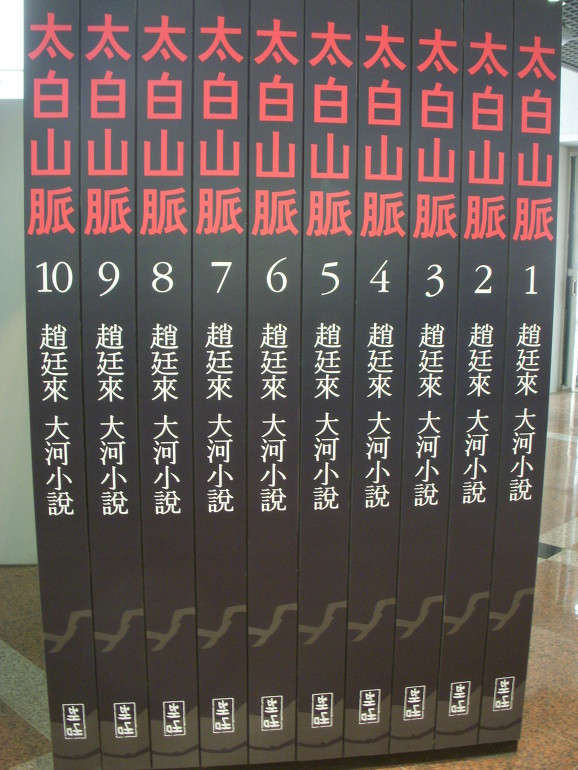 太白山脈 1 趙廷來 大河小說
太白山脈 2 趙廷來 大河小說
太白山脈 3 趙廷來 大河小說
太白山脈 4 趙廷來 大河小說
太白山脈 5 趙廷來 大河小說
太白山脈 6 趙廷來 大河小說
太白山脈 7 趙廷來 大河小說
太白山脈 8 趙廷來 大河小說
太白山脈 9 趙廷來 大河小說
太白山脈 10 趙廷來 大河小說